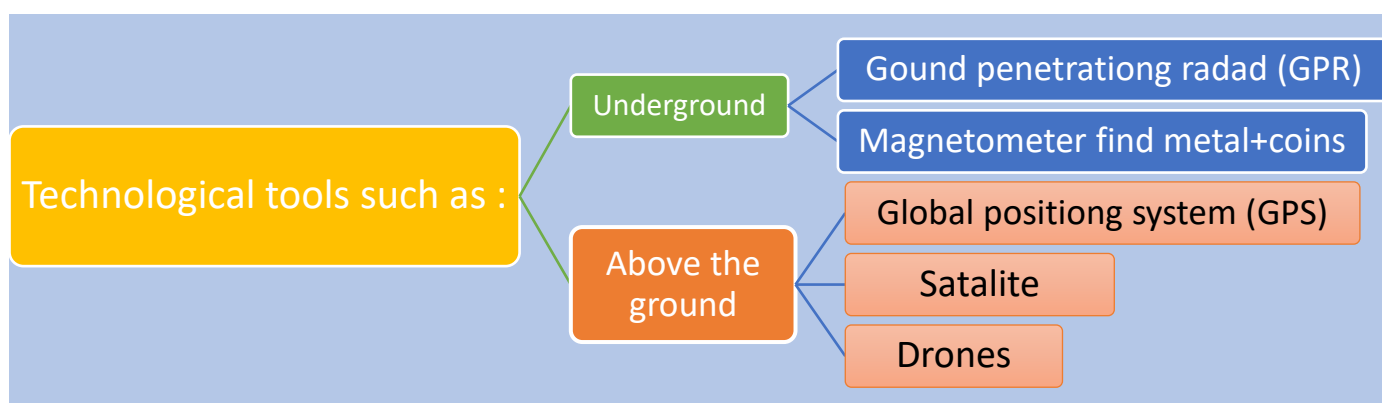 Technological tools such as :
Underground
Gound penetrationg radad (GPR)
Magnetometer find metal+coins
Above the
ground
Global positiong system (GPS)
Satalite
Drones